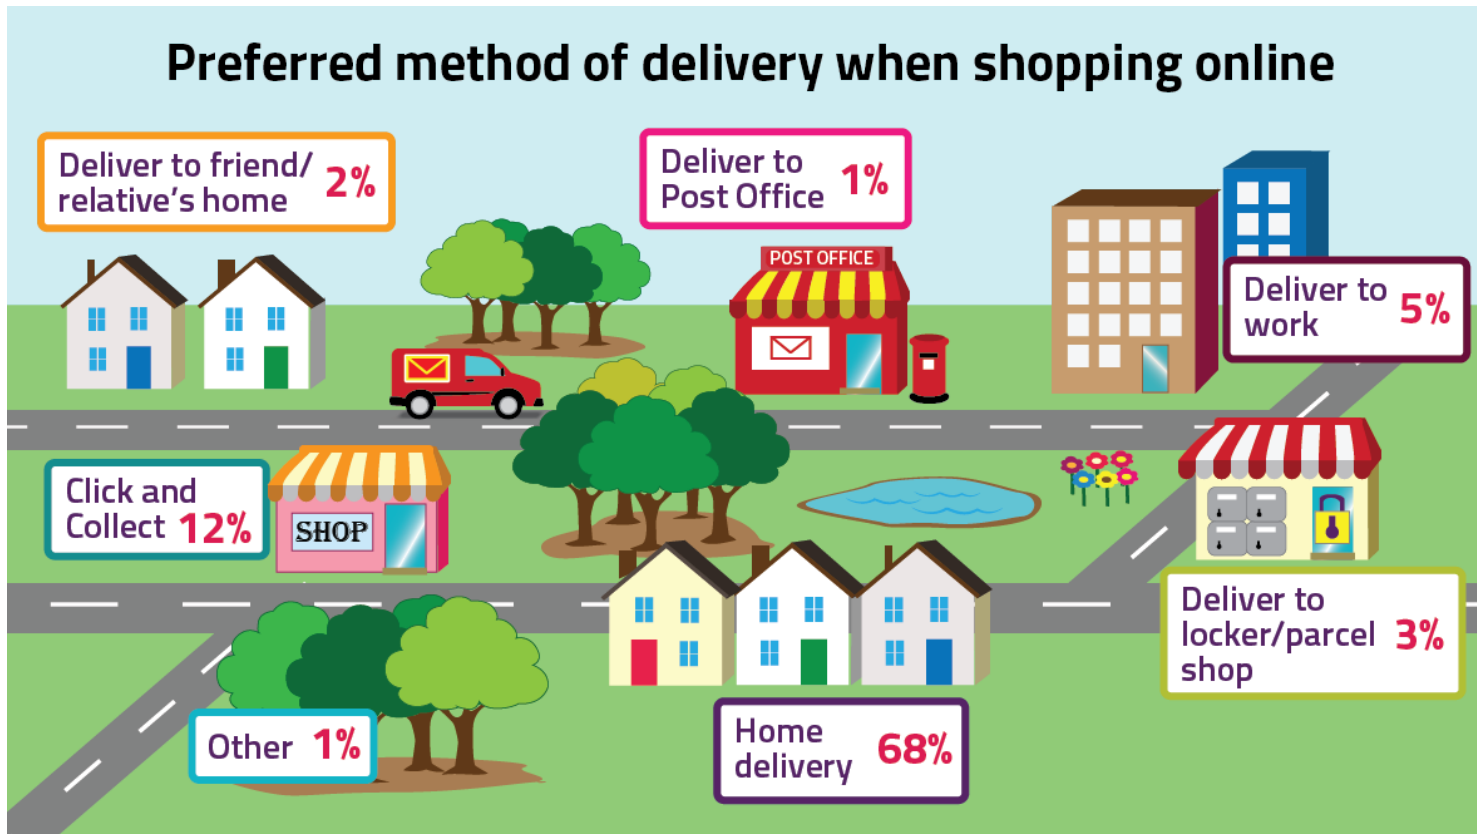 Preferred method of delivery when shopping online
Deliver to friend/
relative's home 2%
Deliver to
Post Office 1%
POST OFFICE
Deliver to
work 5%
Click and
Collect 12%
SHOP
Deliver to
locker/parcel 3%
shop
Other 1%
Home
delivery 68%